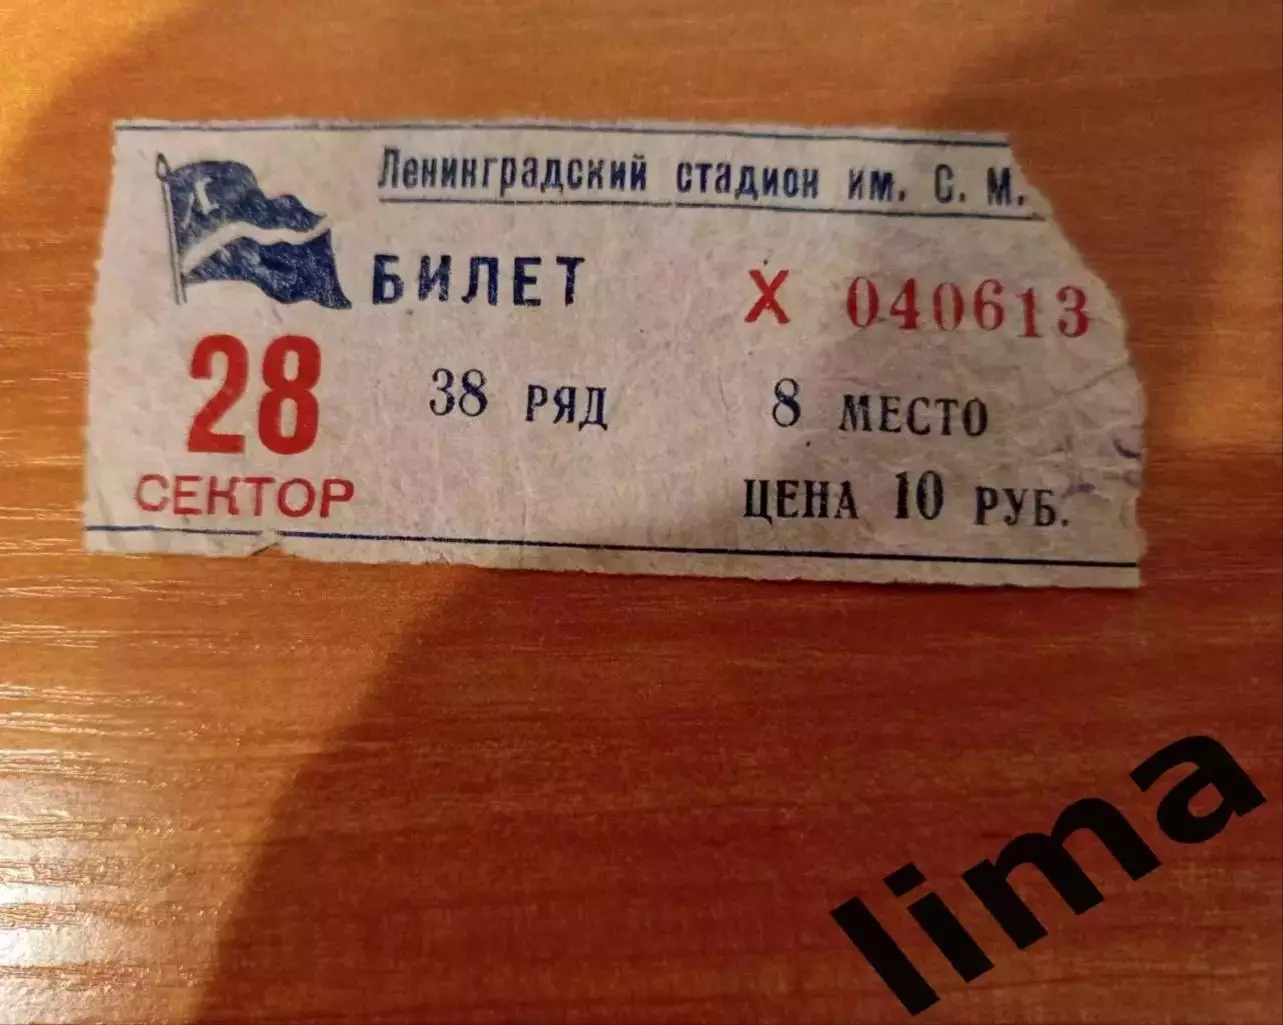 Ленинградский стадион им. С. М.
БИЛЕТ
Х 040613
28
СЕКТОР
38 РЯД
8 МЕСТО
ЦЕНА 10 РУБ.
lima